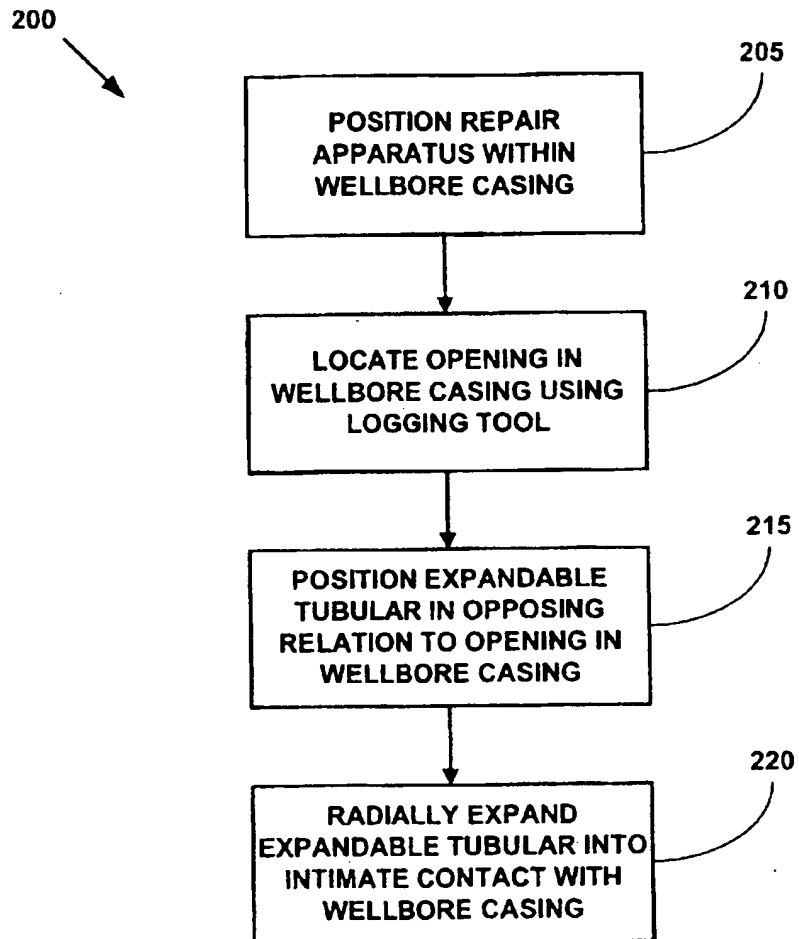 200
205
POSITION REPAIR
APPARATUS WITHIN
WELLBORE CASING
210
LOCATE OPENING IN
WELLBORE CASING USING
LOGGING TOOL
215
POSITION EXPANDABLE
TUBULAR IN OPPOSING
RELATION TO OPENING IN
WELLBORE CASING
220
RADIALLY EXPAND
EXPANDABLE TUBULAR INTO
INTIMATE CONTACT WITH
WELLBORE CASING